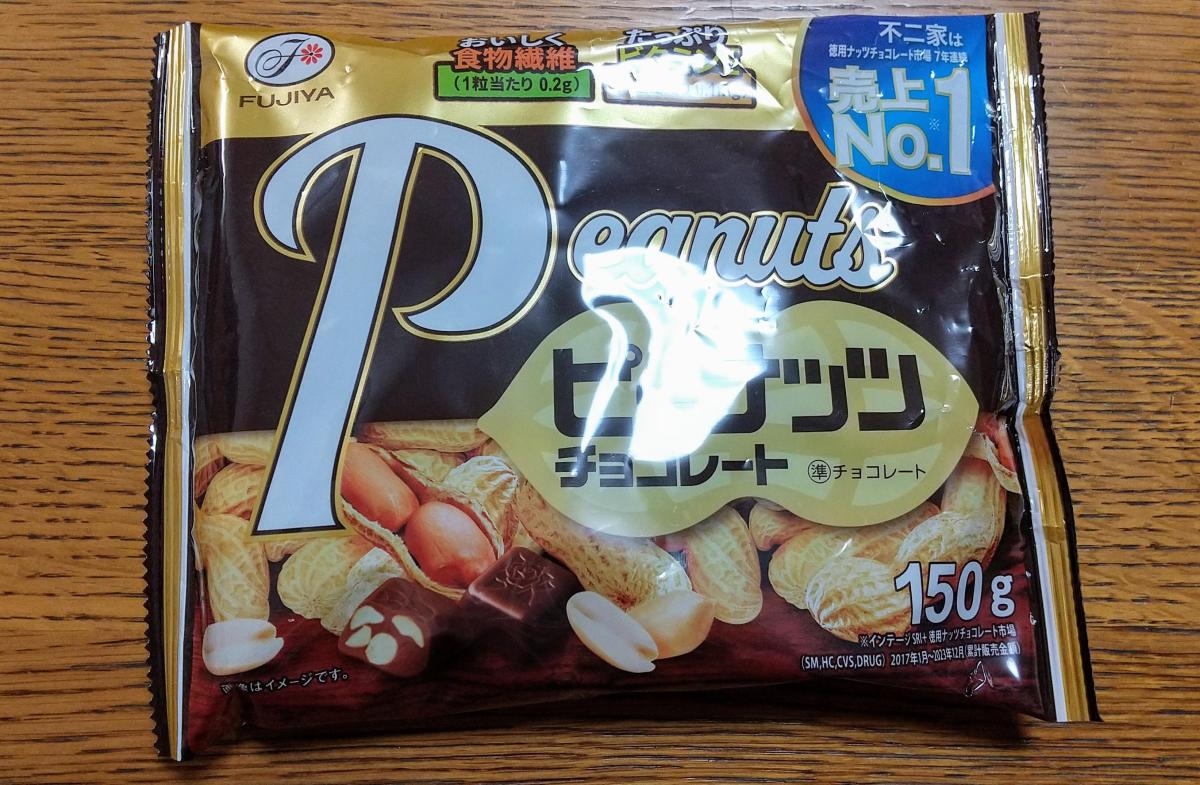 FUJIYA
おいしく
食物繊維
(1粒当たり 0.2g)
たっぷり
不二家は
徳用ナッツチョコレート市場 7年連続
売上
No.1
※
Peanuts
ピーナッツ
チョコレート
準チョコレート
150g
※インテージSRI+ 徳用ナッツチョコレート市場
(SM,HC,CVS,DRUG) 2017年1月~2023年12月(累計販売金額)
はイメージです。